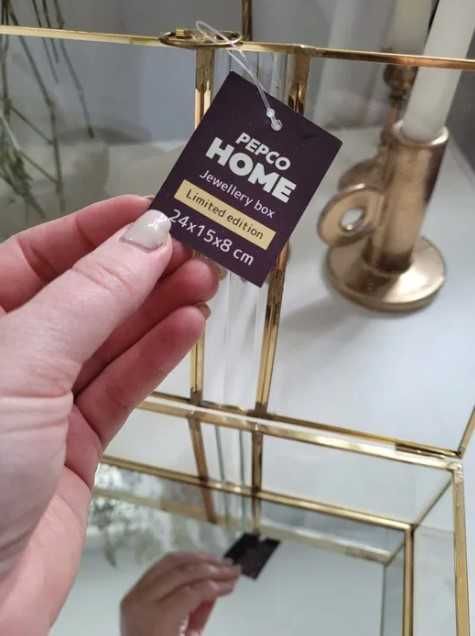 PEPCO
HOME
Jewellery box
Limited edition
24x15x8 cm